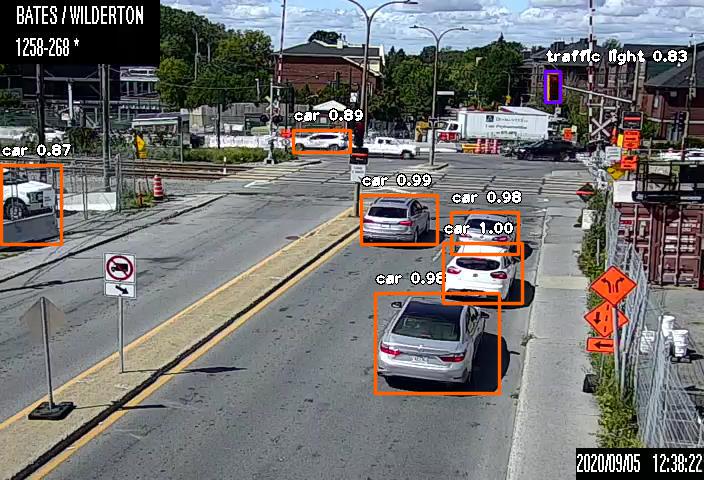 BATES / WILDERTON
1258-268 *
traffic light 0.83
car 0.89
car 0.87
car 0.99
car 0.98
car 1.00
car 0.98
2020/09/05 12:38:22